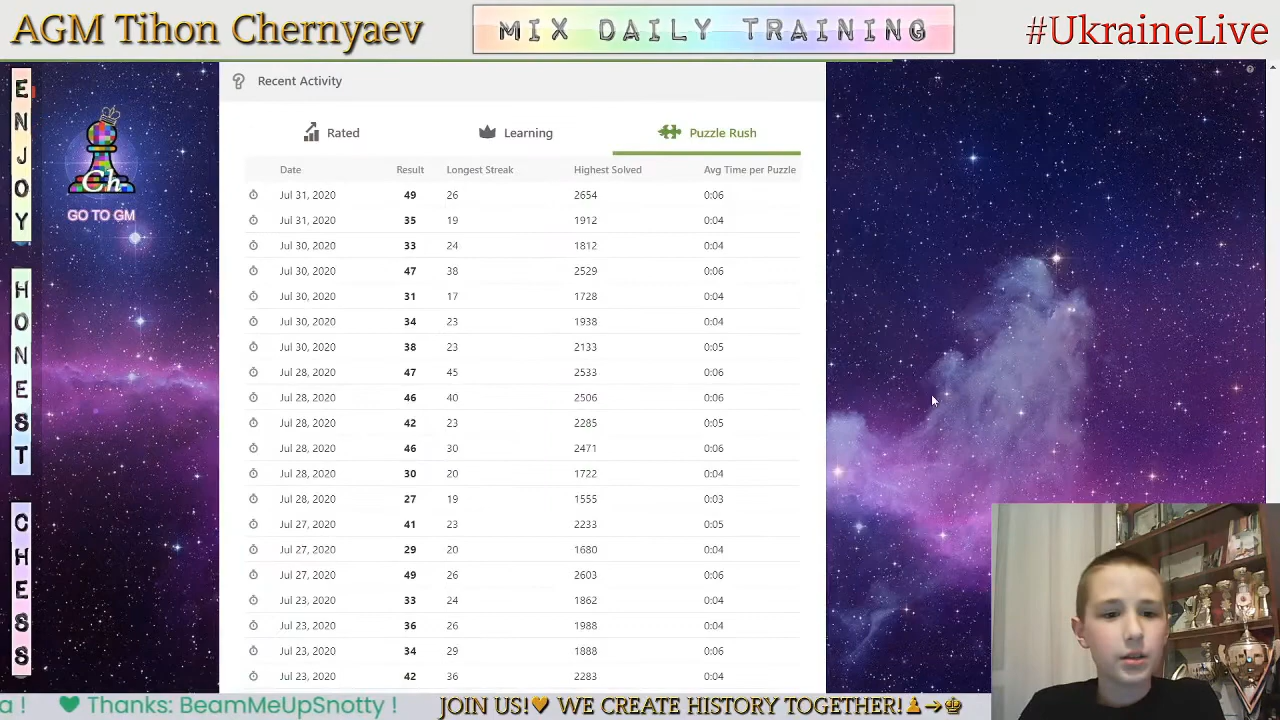 AGM Tihon Chernyaev
MIX DAILY TRAINING
#UkraineLive
ENJOY
HONEST
CHESS
Ch
GO TO GM
Recent Activity
Rated Learning Puzzle Rush
Date Result Longest Streak Highest Solved Avg Time per Puzzle
Jul 31, 2020 49 26 2654 0:06
Jul 31, 2020 35 19 1912 0:04
Jul 30, 2020 33 24 1812 0:04
Jul 30, 2020 47 38 2529 0:06
Jul 30, 2020 31 17 1728 0:04
Jul 30, 2020 34 23 1938 0:04
Jul 30, 2020 38 23 2133 0:05
Jul 28, 2020 47 45 2533 0:06
Jul 28, 2020 46 40 2506 0:06
Jul 28, 2020 42 23 2285 0:05
Jul 28, 2020 46 30 2471 0:06
Jul 28, 2020 30 20 1722 0:04
Jul 28, 2020 27 19 1555 0:03
Jul 27, 2020 41 23 2233 0:05
Jul 27, 2020 29 20 1680 0:04
Jul 27, 2020 49 26 2603 0:06
Jul 23, 2020 33 24 1862 0:04
Jul 23, 2020 36 26 1988 0:04
Jul 23, 2020 34 29 1888 0:06
Jul 23, 2020 42 36 2283 0:04
a ! 💚 Thanks: BeamMeUpSnotty !
JOIN US!🧡 WE CREATE HISTORY TOGETHER!♟→♚